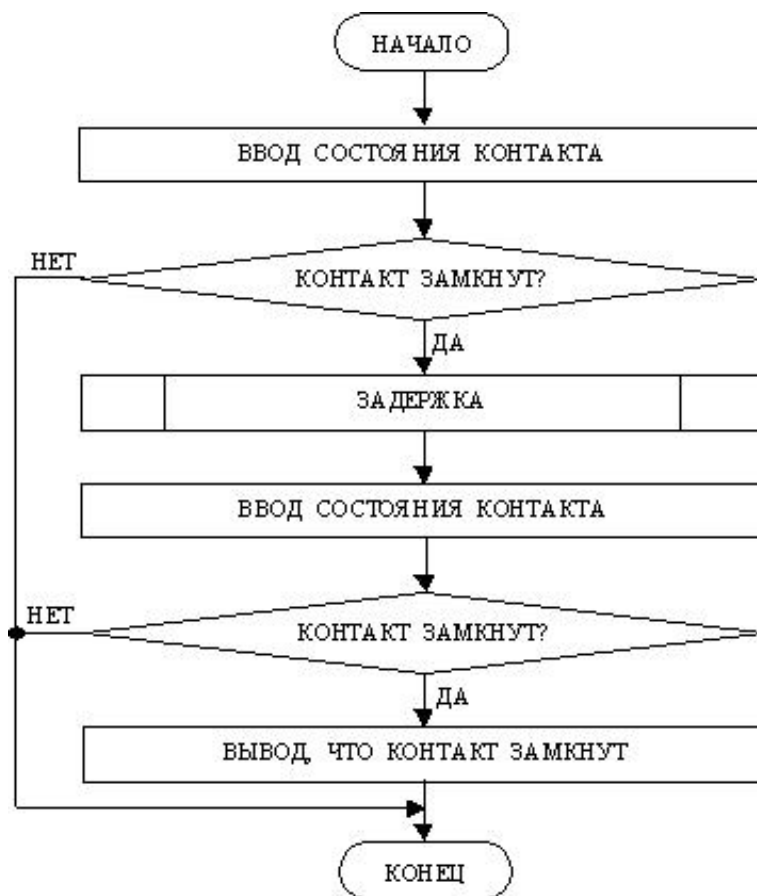 НАЧАЛО
ВВОД СОСТОЯНИЯ КОНТАКТА
НЕТ
КОНТАКТ ЗАМКНУТ?
ДА
ЗАДЕРЖКА
ВВОД СОСТОЯНИЯ КОНТАКТА
НЕТ
КОНТАКТ ЗАМКНУТ?
ДА
ВЫВОД, ЧТО КОНТАКТ ЗАМКНУТ
КОНЕЦ